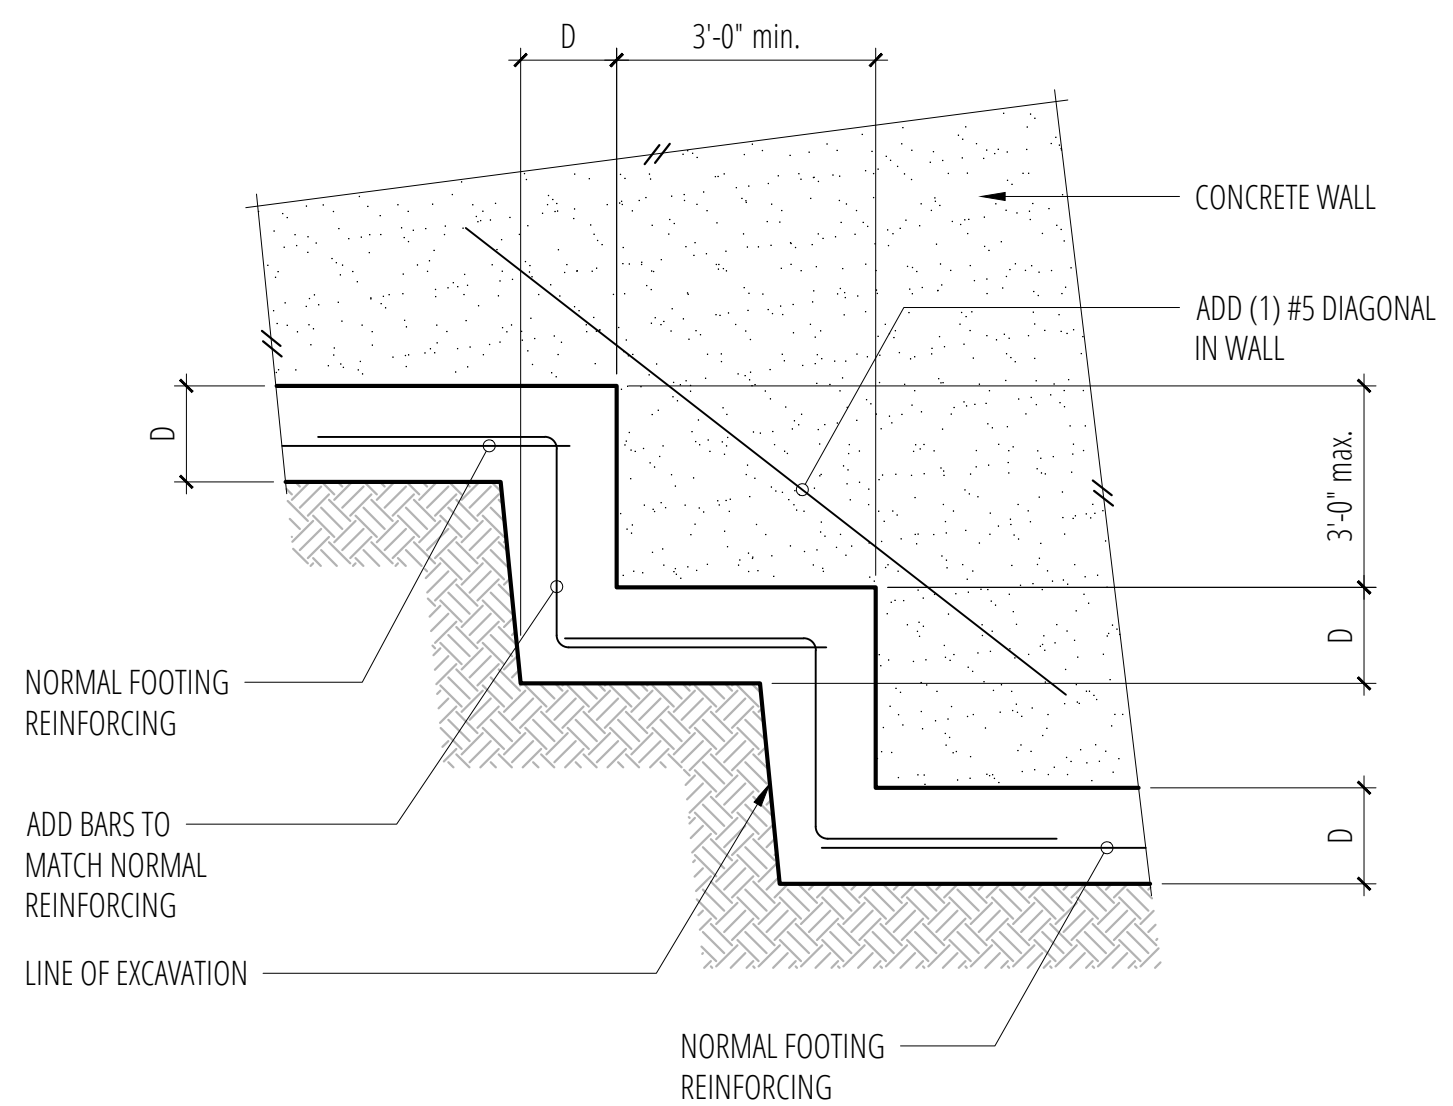 D
3'-0" min.
CONCRETE WALL
ADD (1) #5 DIAGONAL
IN WALL
D
3'-0" max.
D
NORMAL FOOTING
REINFORCING
ADD BARS TO
MATCH NORMAL
REINFORCING
D
LINE OF EXCAVATION
NORMAL FOOTING
REINFORCING